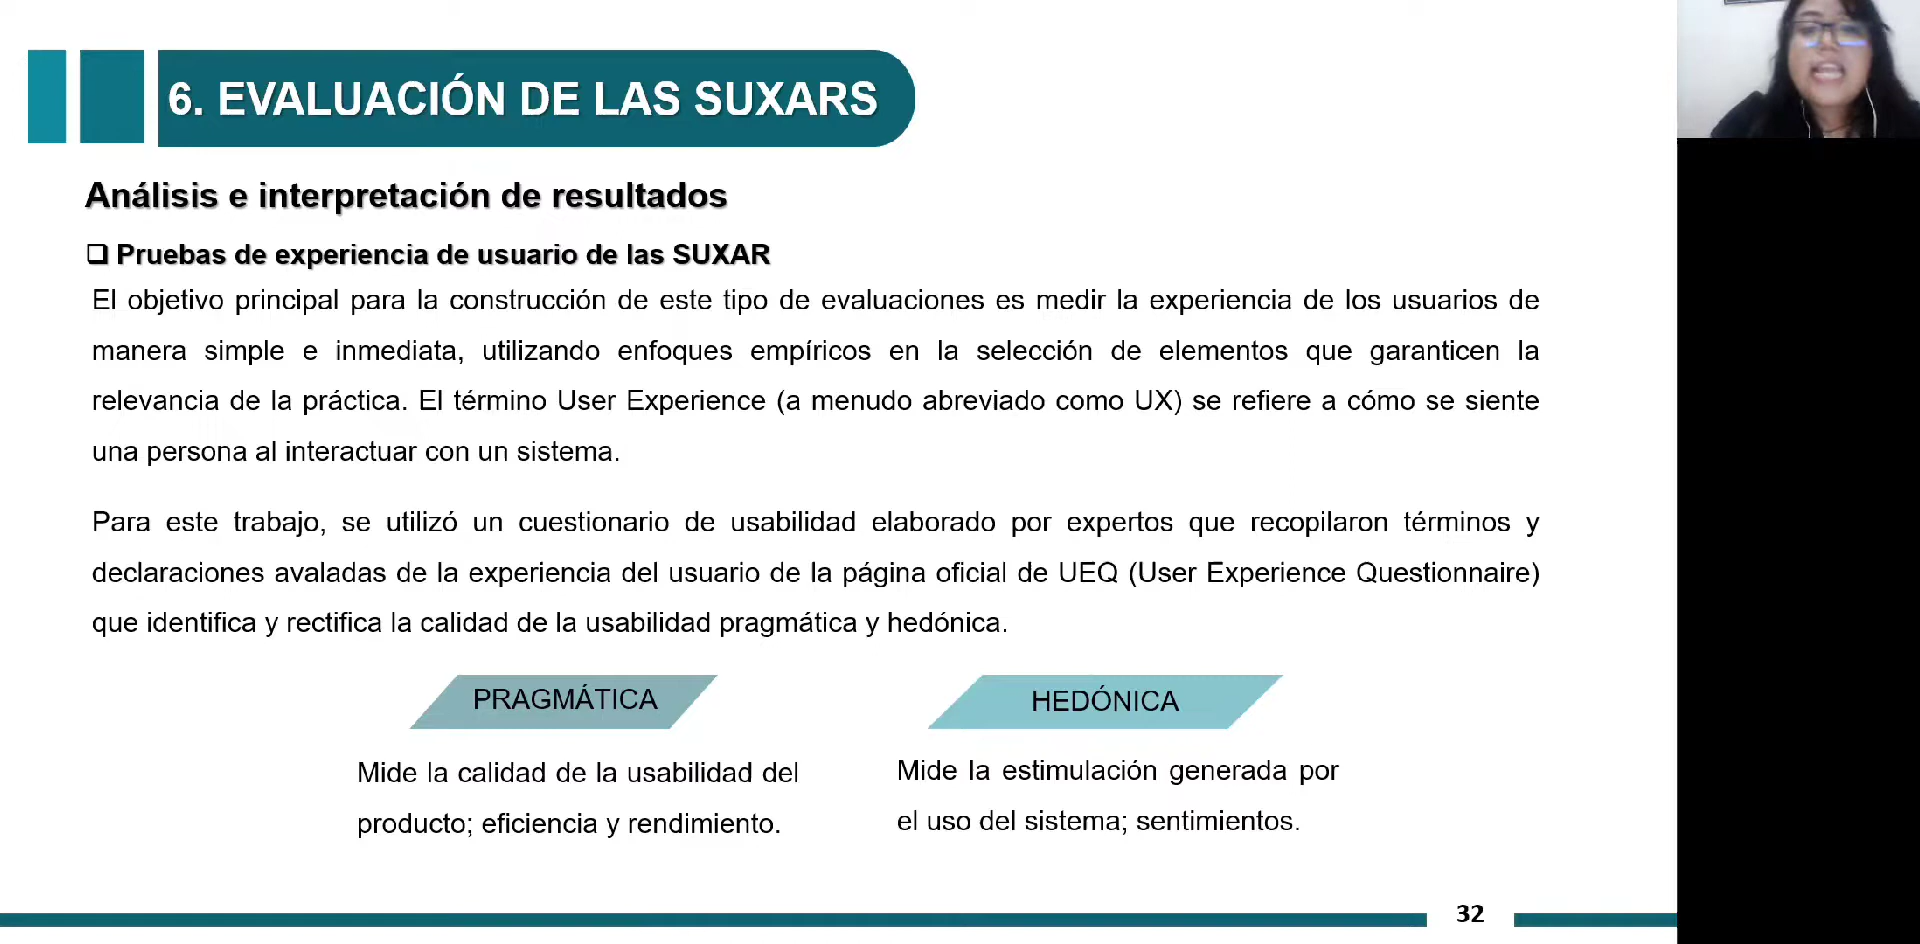 6. EVALUACIÓN DE LAS SUXARS
Análisis e interpretación de resultados
❑ Pruebas de experiencia de usuario de las SUXAR
El objetivo principal para la construcción de este tipo de evaluaciones es medir la experiencia de los usuarios de
manera simple e inmediata, utilizando enfoques empíricos en la selección de elementos que garanticen la
relevancia de la práctica. El término User Experience (a menudo abreviado como UX) se refiere a cómo se siente
una persona al interactuar con un sistema.
Para este trabajo, se utilizó un cuestionario de usabilidad elaborado por expertos que recopilaron términos y
declaraciones avaladas de la experiencia del usuario de la página oficial de UEQ (User Experience Questionnaire)
que identifica y rectifica la calidad de la usabilidad pragmática y hedónica.
PRAGMÁTICA
Mide la calidad de la usabilidad del
producto; eficiencia y rendimiento.
HEDÓNICA
Mide la estimulación generada por
el uso del sistema; sentimientos.
32